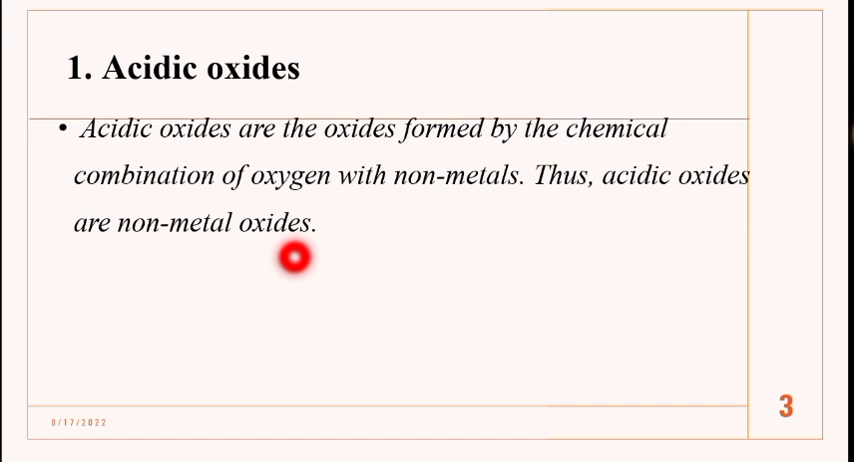 1. Acidic oxides
• Acidic oxides are the oxides formed by the chemical
combination of oxygen with non-metals. Thus, acidic oxides
are non-metal oxides.
3
8/17/2022